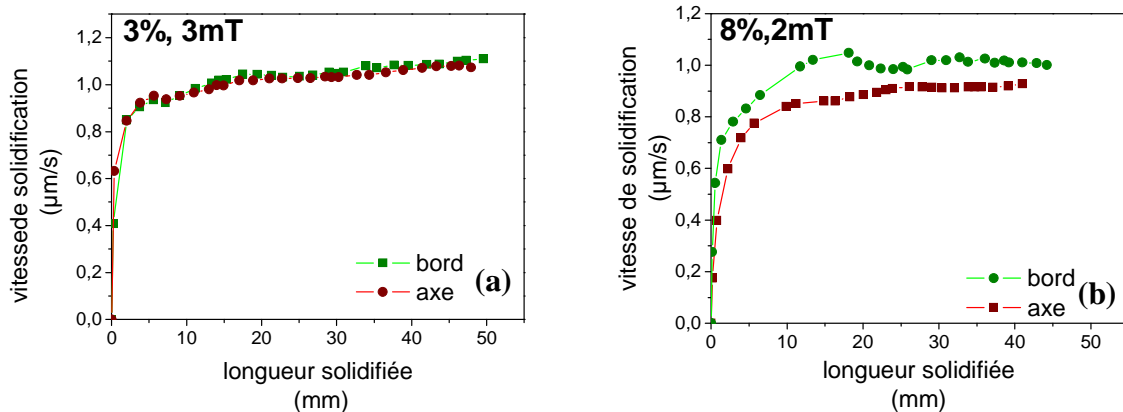 3%, 3mT
1,2
1,0
0,8
0,6
0,4
0,2
0,0
vitessede solidification
(µm/s)
bord
axe
(a)
0 10 20 30 40 50
longueur solidifiée
(mm)
8%,2mT
1,2
1,0
0,8
0,6
0,4
0,2
0,0
vitesse de solidification
(µm/s)
bord
axe
(b)
0 10 20 30 40 50
longueur solidifiée
(mm)